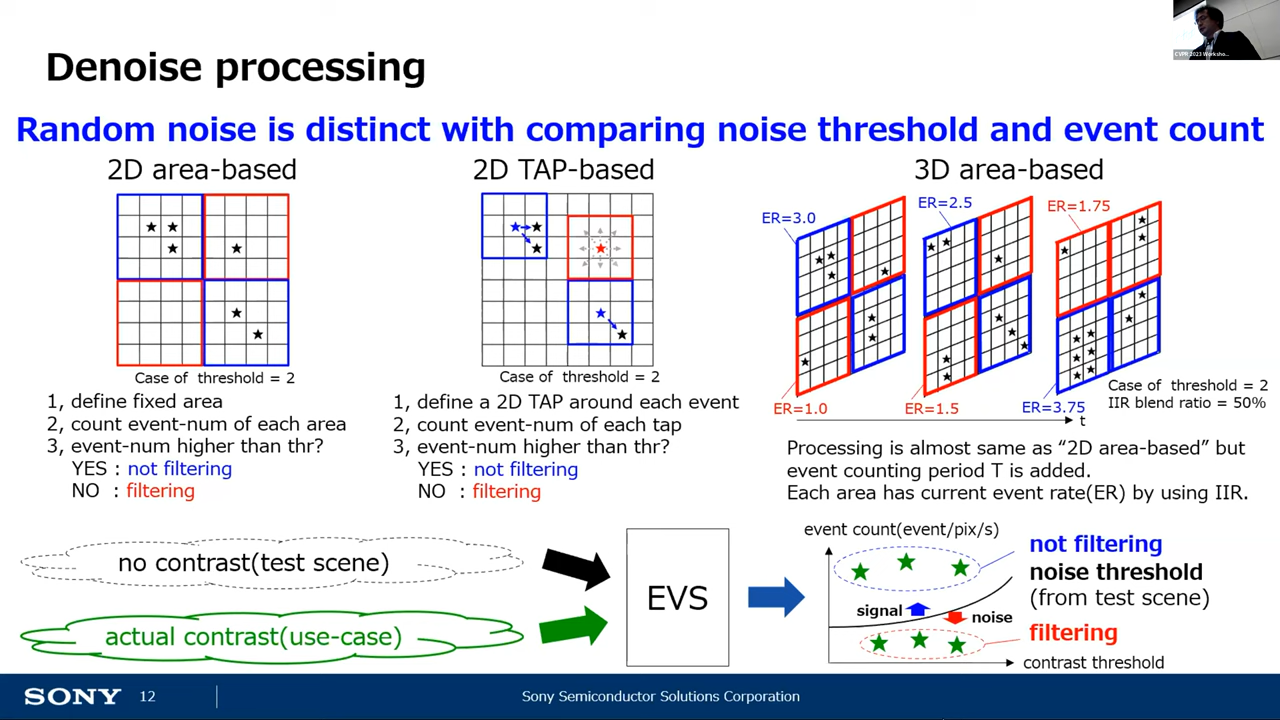 CVPR 2023 Worksho...
Denoise processing
Random noise is distinct with comparing noise threshold and event count
2D area-based
Case of threshold = 2
1, define fixed area
2, count event-num of each area
3, event-num higher than thr?
YES : not filtering
NO : filtering
2D TAP-based
Case of threshold = 2
1, define a 2D TAP around each event
2, count event-num of each tap
3, event-num higher than thr?
YES : not filtering
NO : filtering
3D area-based
ER=3.0
ER=2.5
ER=1.75
ER=1.0
ER=1.5
ER=3.75
t
Case of threshold = 2
IIR blend ratio = 50%
Processing is almost same as “2D area-based” but
event counting period T is added.
Each area has current event rate(ER) by using IIR.
no contrast(test scene)
actual contrast(use-case)
EVS
event count(event/pix/s)
not filtering
noise threshold
(from test scene)
signal
noise
filtering
contrast threshold
SONY
12
Sony Semiconductor Solutions Corporation